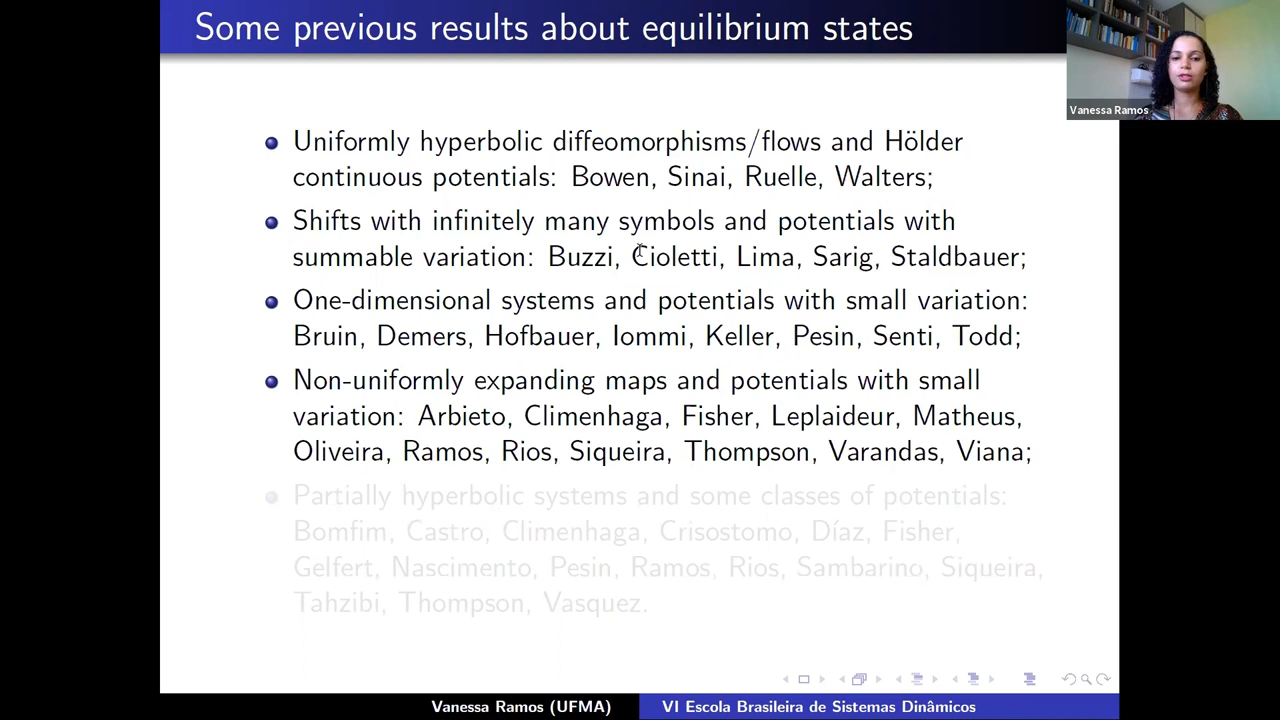 Some previous results about equilibrium states
Vanessa Ramos
Uniformly hyperbolic diffeomorphisms/flows and Hölder
continuous potentials: Bowen, Sinai, Ruelle, Walters;
Shifts with infinitely many symbols and potentials with
summable variation: Buzzi, Cioletti, Lima, Sarig, Staldbauer;
One-dimensional systems and potentials with small variation:
Bruin, Demers, Hofbauer, Iommi, Keller, Pesin, Senti, Todd;
Non-uniformly expanding maps and potentials with small
variation: Arbieto, Climenhaga, Fisher, Leplaideur, Matheus,
Oliveira, Ramos, Rios, Siqueira, Thompson, Varandas, Viana;
Partially hyperbolic systems and some classes of potentials:
Bomfim, Castro, Climenhaga, Crisostomo, Díaz, Fisher,
Gelfert, Nascimento, Pesin, Ramos, Rios, Sambarino, Siqueira,
Tahzibi, Thompson, Vasquez.
Vanessa Ramos (UFMA)
VI Escola Brasileira de Sistemas Dinâmicos